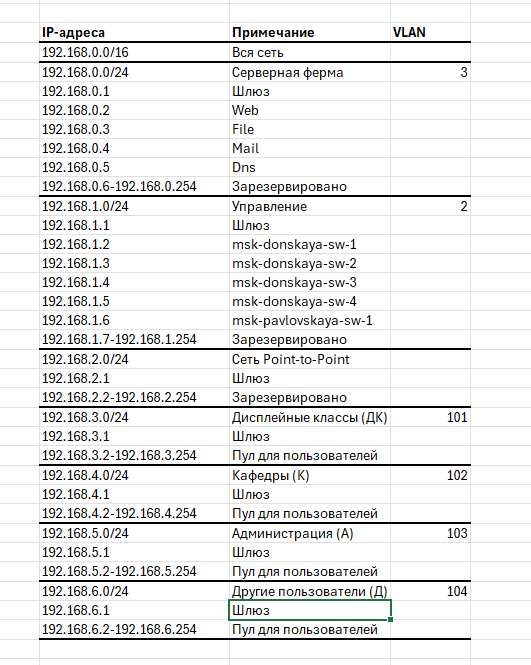 IP-адреса Примечание VLAN
192.168.0.0/16 Вся сеть
192.168.0.0/24 Серверная ферма 3
192.168.0.1 Шлюз
192.168.0.2 Web
192.168.0.3 File
192.168.0.4 Mail
192.168.0.5 Dns
192.168.0.6-192.168.0.254 Зарезервировано
192.168.1.0/24 Управление 2
192.168.1.1 Шлюз
192.168.1.2 msk-donskaya-sw-1
192.168.1.3 msk-donskaya-sw-2
192.168.1.4 msk-donskaya-sw-3
192.168.1.5 msk-donskaya-sw-4
192.168.1.6 msk-pavlovskaya-sw-1
192.168.1.7-192.168.1.254 Зарезервировано
192.168.2.0/24 Сеть Point-to-Point
192.168.2.1 Шлюз
192.168.2.2-192.168.2.254 Зарезервировано
192.168.3.0/24 Дисплейные классы (ДК) 101
192.168.3.1 Шлюз
192.168.3.2-192.168.3.254 Пул для пользователей
192.168.4.0/24 Кафедры (К) 102
192.168.4.1 Шлюз
192.168.4.2-192.168.4.254 Пул для пользователей
192.168.5.0/24 Администрация (А) 103
192.168.5.1 Шлюз
192.168.5.2-192.168.5.254 Пул для пользователей
192.168.6.0/24 Другие пользователи (Д) 104
192.168.6.1 Шлюз
192.168.6.2-192.168.6.254 Пул для пользователей